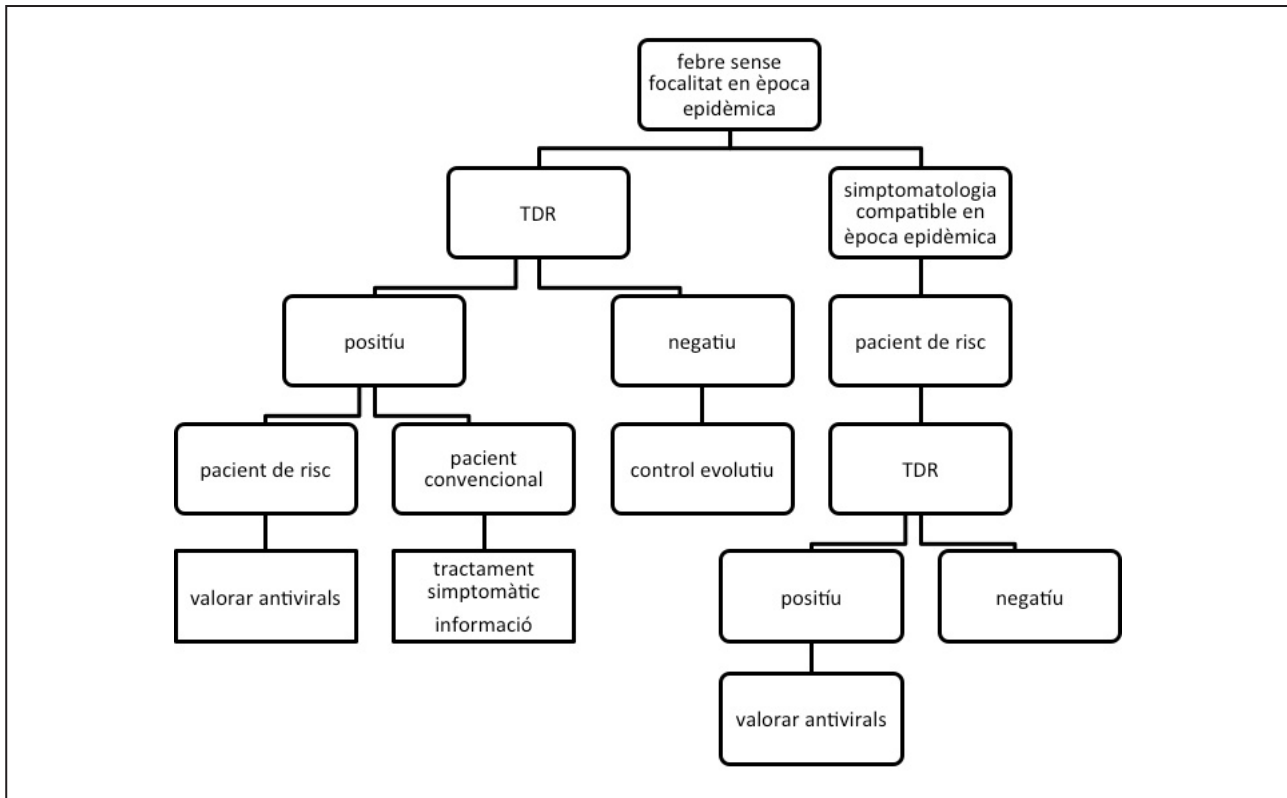 febre sense
focalitat en època
epidèmica
TDR
simptomatologia
compatible en
època epidèmica
positíu
negatiu
pacient de risc
pacient de risc
pacient
convencional
control evolutiu
TDR
valorar antivirals
tractament
simptomàtic
informació
positíu
negatíu
valorar antivirals